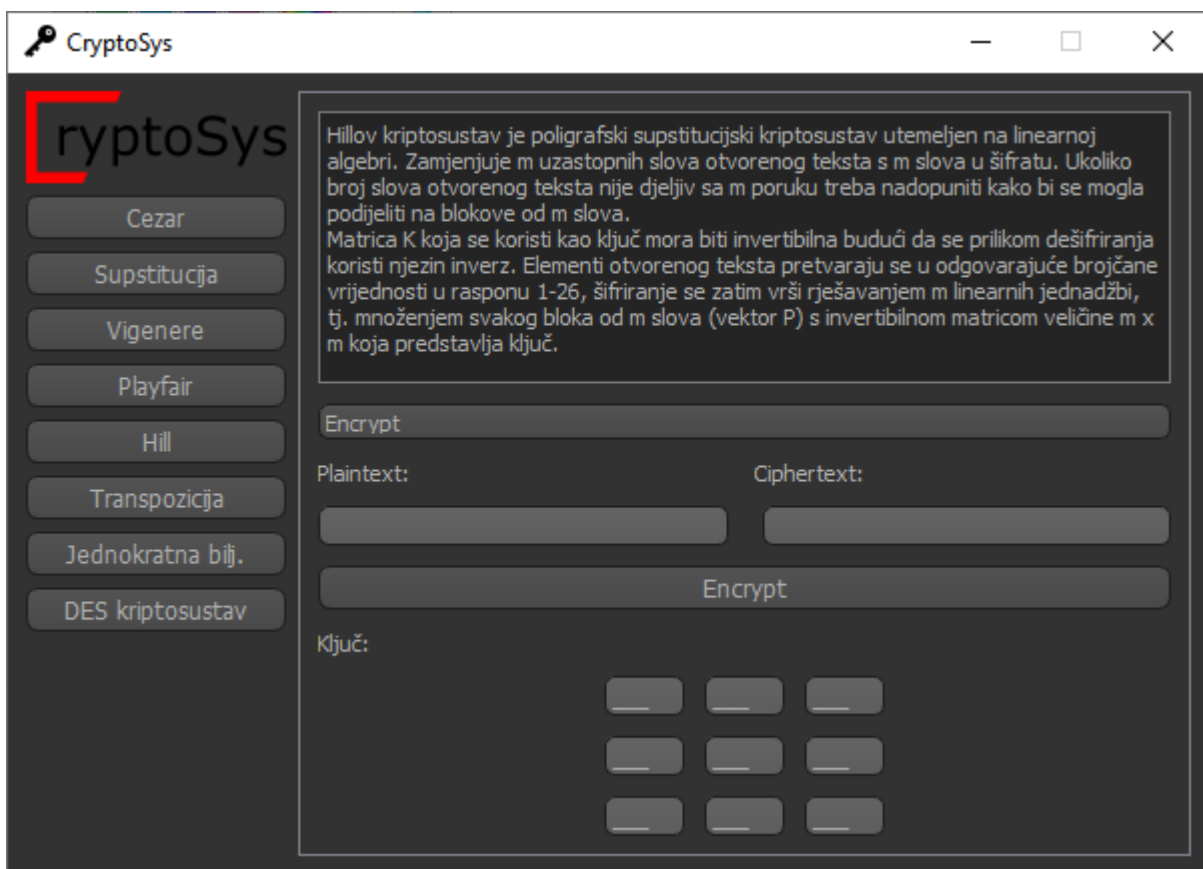 CryptoSys
CryptoSys
Cezar
Supstitucija
Vigenere
Playfair
Hill
Transpozicija
Jednokratna bilj.
DES kriptosustav
Hillov kriptosustav je poligrafski supstitucijski kriptosustav utemeljen na linearnoj
algebri. Zamjenjuje m uzastopnih slova otvorenog teksta s m slova u šifratu. Ukoliko
broj slova otvorenog teksta nije djeljiv sa m poruku treba nadopuniti kako bi se mogla
podijeliti na blokove od m slova.
Matrica K koja se koristi kao ključ mora biti invertibilna budući da se prilikom dešifriranja
koristi njezin inverz. Elementi otvorenog teksta pretvaraju se u odgovarajuće brojčane
vrijednosti u rasponu 1-26, šifriranje se zatim vrši rješavanjem m linearnih jednadžbi,
tj. množenjem svakog bloka od m slova (vektor P) s invertibilnom matricom veličine m x
m koja predstavlja ključ.
Encrypt
Plaintext:
Ciphertext:
Encrypt
Ključ: